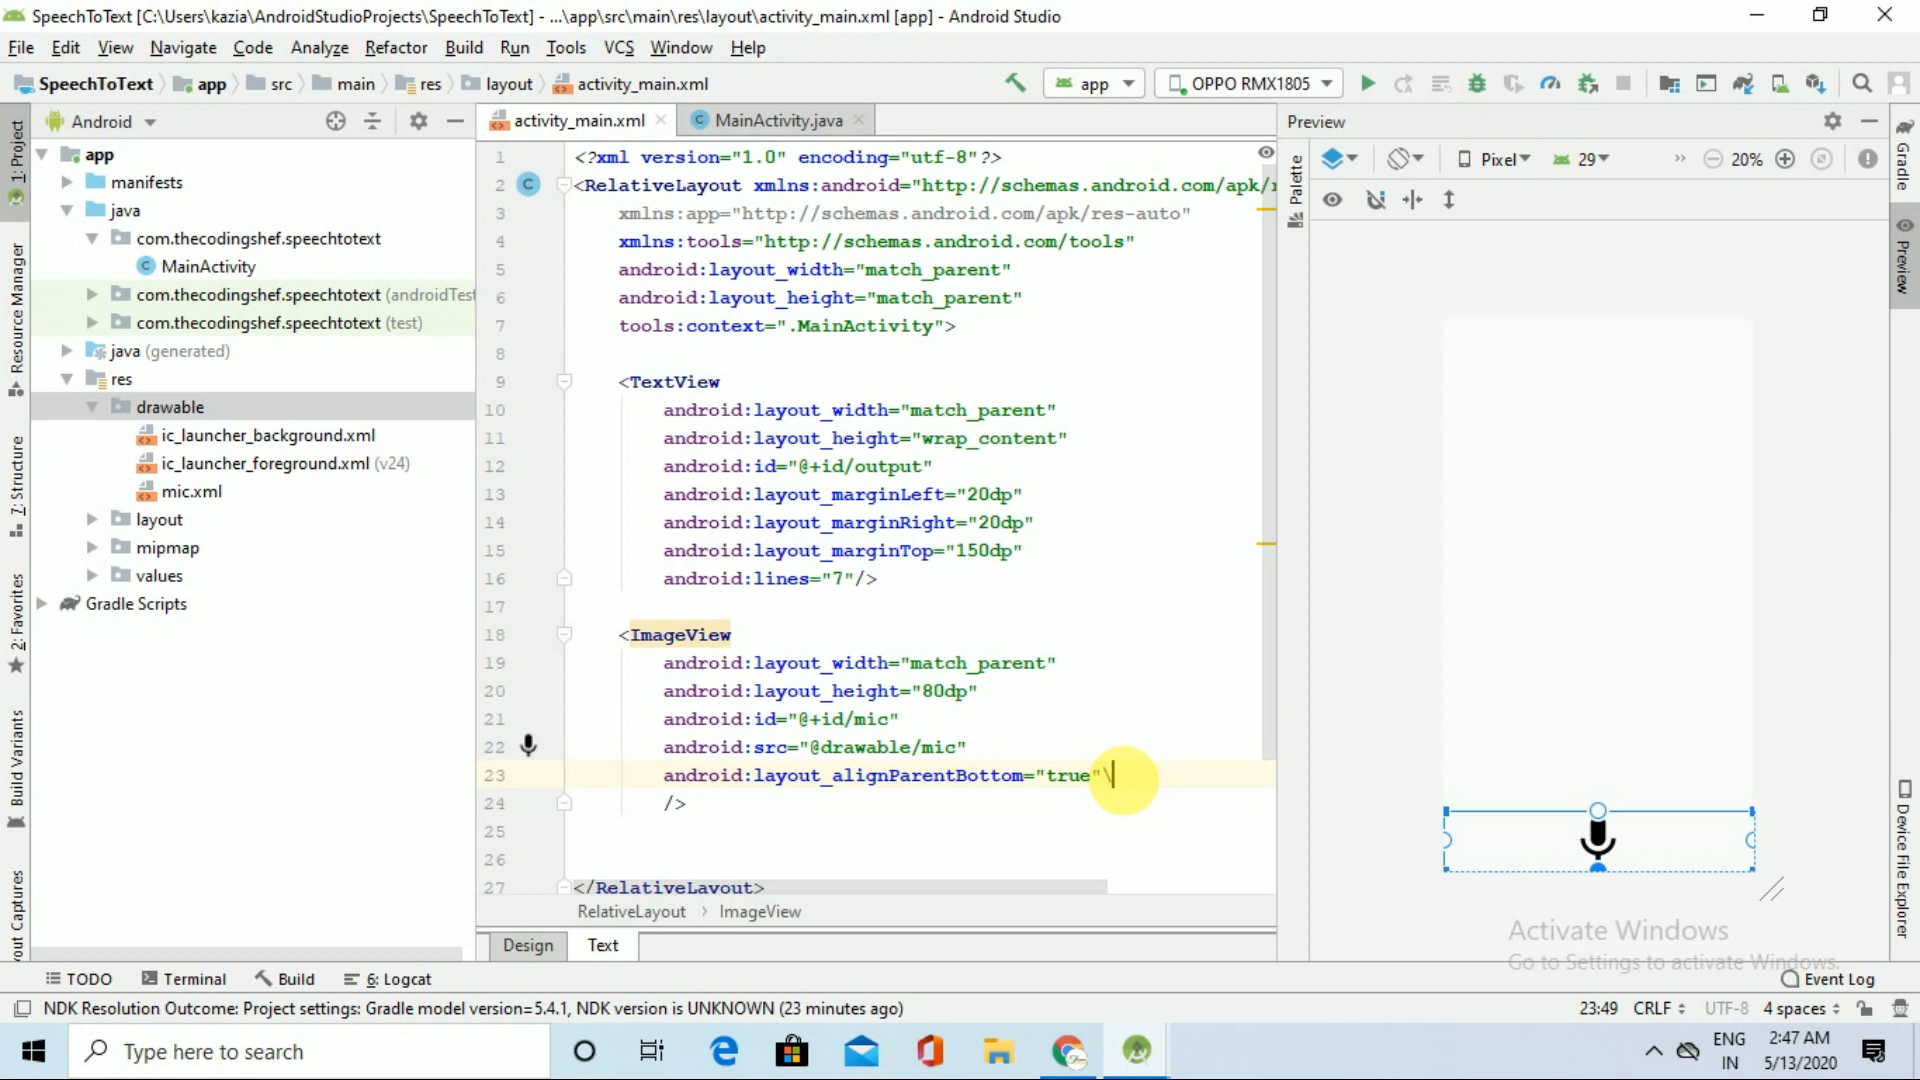 SpeechToText [C:\Users\kazia\AndroidStudioProjects\SpeechToText] - ...\app\src\main\res\layout\activity_main.xml [app] - Android Studio
File Edit View Navigate Code Analyze Refactor Build Run Tools VCS Window Help
SpeechToText app src main res layout activity_main.xml app OPPO RMX1805
Android
activity_main.xml MainActivity.java
Preview
Pixel 29 20%
1: Project
Resource Manager
7: Structure
2: Favorites
Build Variants
out Captures
app
manifests
java
com.thecodingshef.speechtotext
MainActivity
com.thecodingshef.speechtotext (androidTest
com.thecodingshef.speechtotext (test)
java (generated)
res
drawable
ic_launcher_background.xml
ic_launcher_foreground.xml (v24)
mic.xml
layout
mipmap
values
Gradle Scripts
1 <?xml version="1.0" encoding="utf-8"?>
2 <RelativeLayout xmlns:android="http://schemas.android.com/apk/r
3 xmlns:app="http://schemas.android.com/apk/res-auto"
4 xmlns:tools="http://schemas.android.com/tools"
5 android:layout_width="match_parent"
6 android:layout_height="match_parent"
7 tools:context=".MainActivity">
8
9 <TextView
10 android:layout_width="match_parent"
11 android:layout_height="wrap_content"
12 android:id="@+id/output"
13 android:layout_marginLeft="20dp"
14 android:layout_marginRight="20dp"
15 android:layout_marginTop="150dp"
16 android:lines="7"/>
17
18 <ImageView
19 android:layout_width="match_parent"
20 android:layout_height="80dp"
21 android:id="@+id/mic"
22 android:src="@drawable/mic"
23 android:layout_alignParentBottom="true"\
24 />
25
26
27 </RelativeLayout>
RelativeLayout › ImageView
Design Text
Palette
Gradle
Preview
Device File Explorer
Activate Windows
Go to Settings to activate Windows.
TODO Terminal Build 6: Logcat Event Log
NDK Resolution Outcome: Project settings: Gradle model version=5.4.1, NDK version is UNKNOWN (23 minutes ago) 23:49 CRLF UTF-8 4 spaces
Type here to search
ENG
IN
2:47 AM
5/13/2020